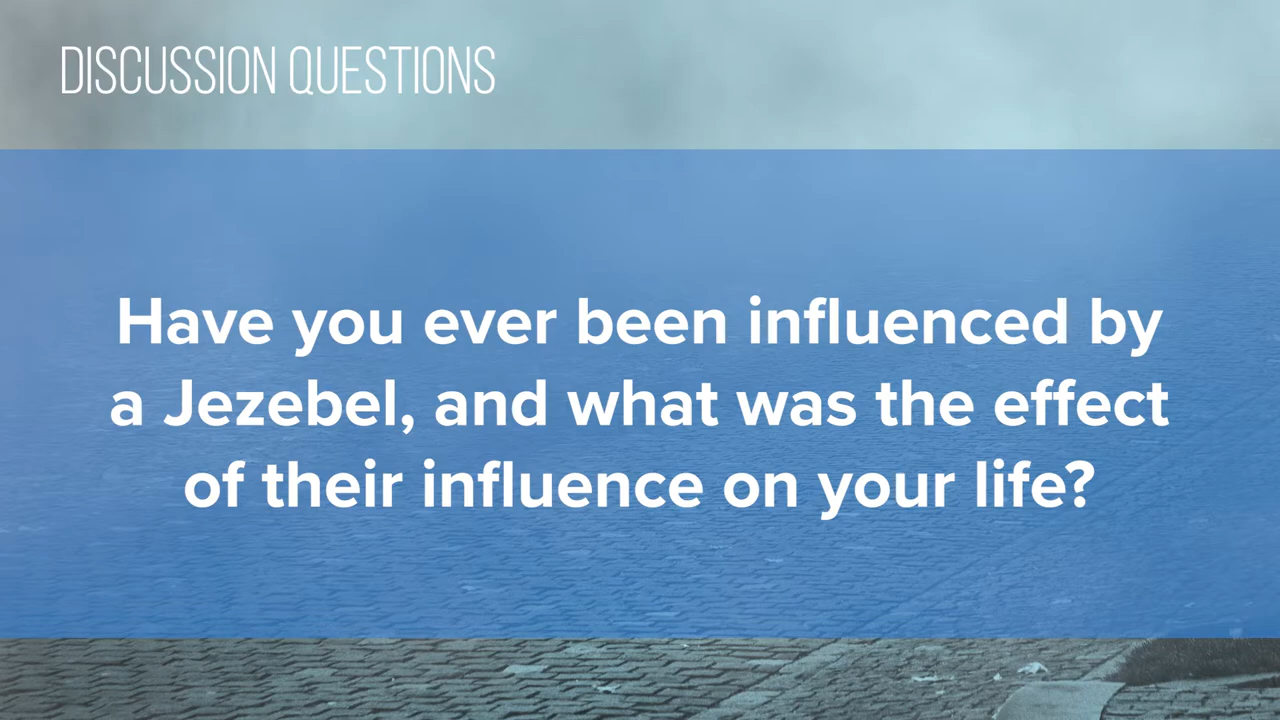 DISCUSSION QUESTIONS
Have you ever been influenced by
a Jezebel, and what was the effect
of their influence on your life?